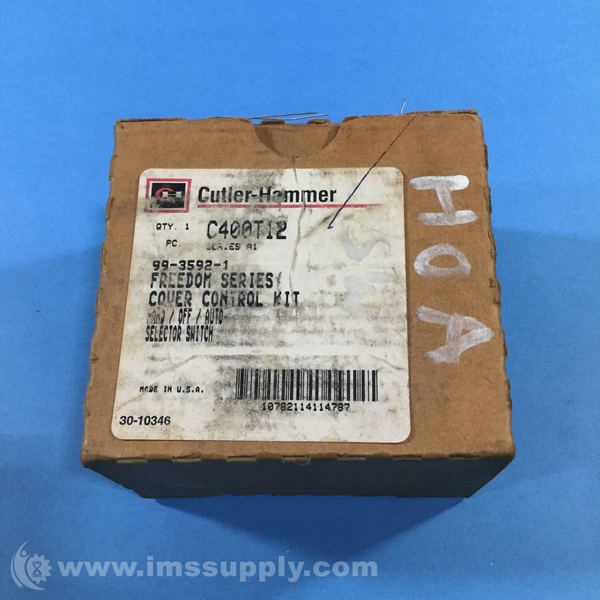 CH Cutler-Hammer
QTY. 1 C400T12
PC. SERIES A1
99-3592-1
FREEDOM SERIES
COVER CONTROL KIT
HAND / OFF / AUTO
SELECTOR SWITCH
MADE IN U.S.A.
10782114114787
30-10346
HOA
www.imssupply.com